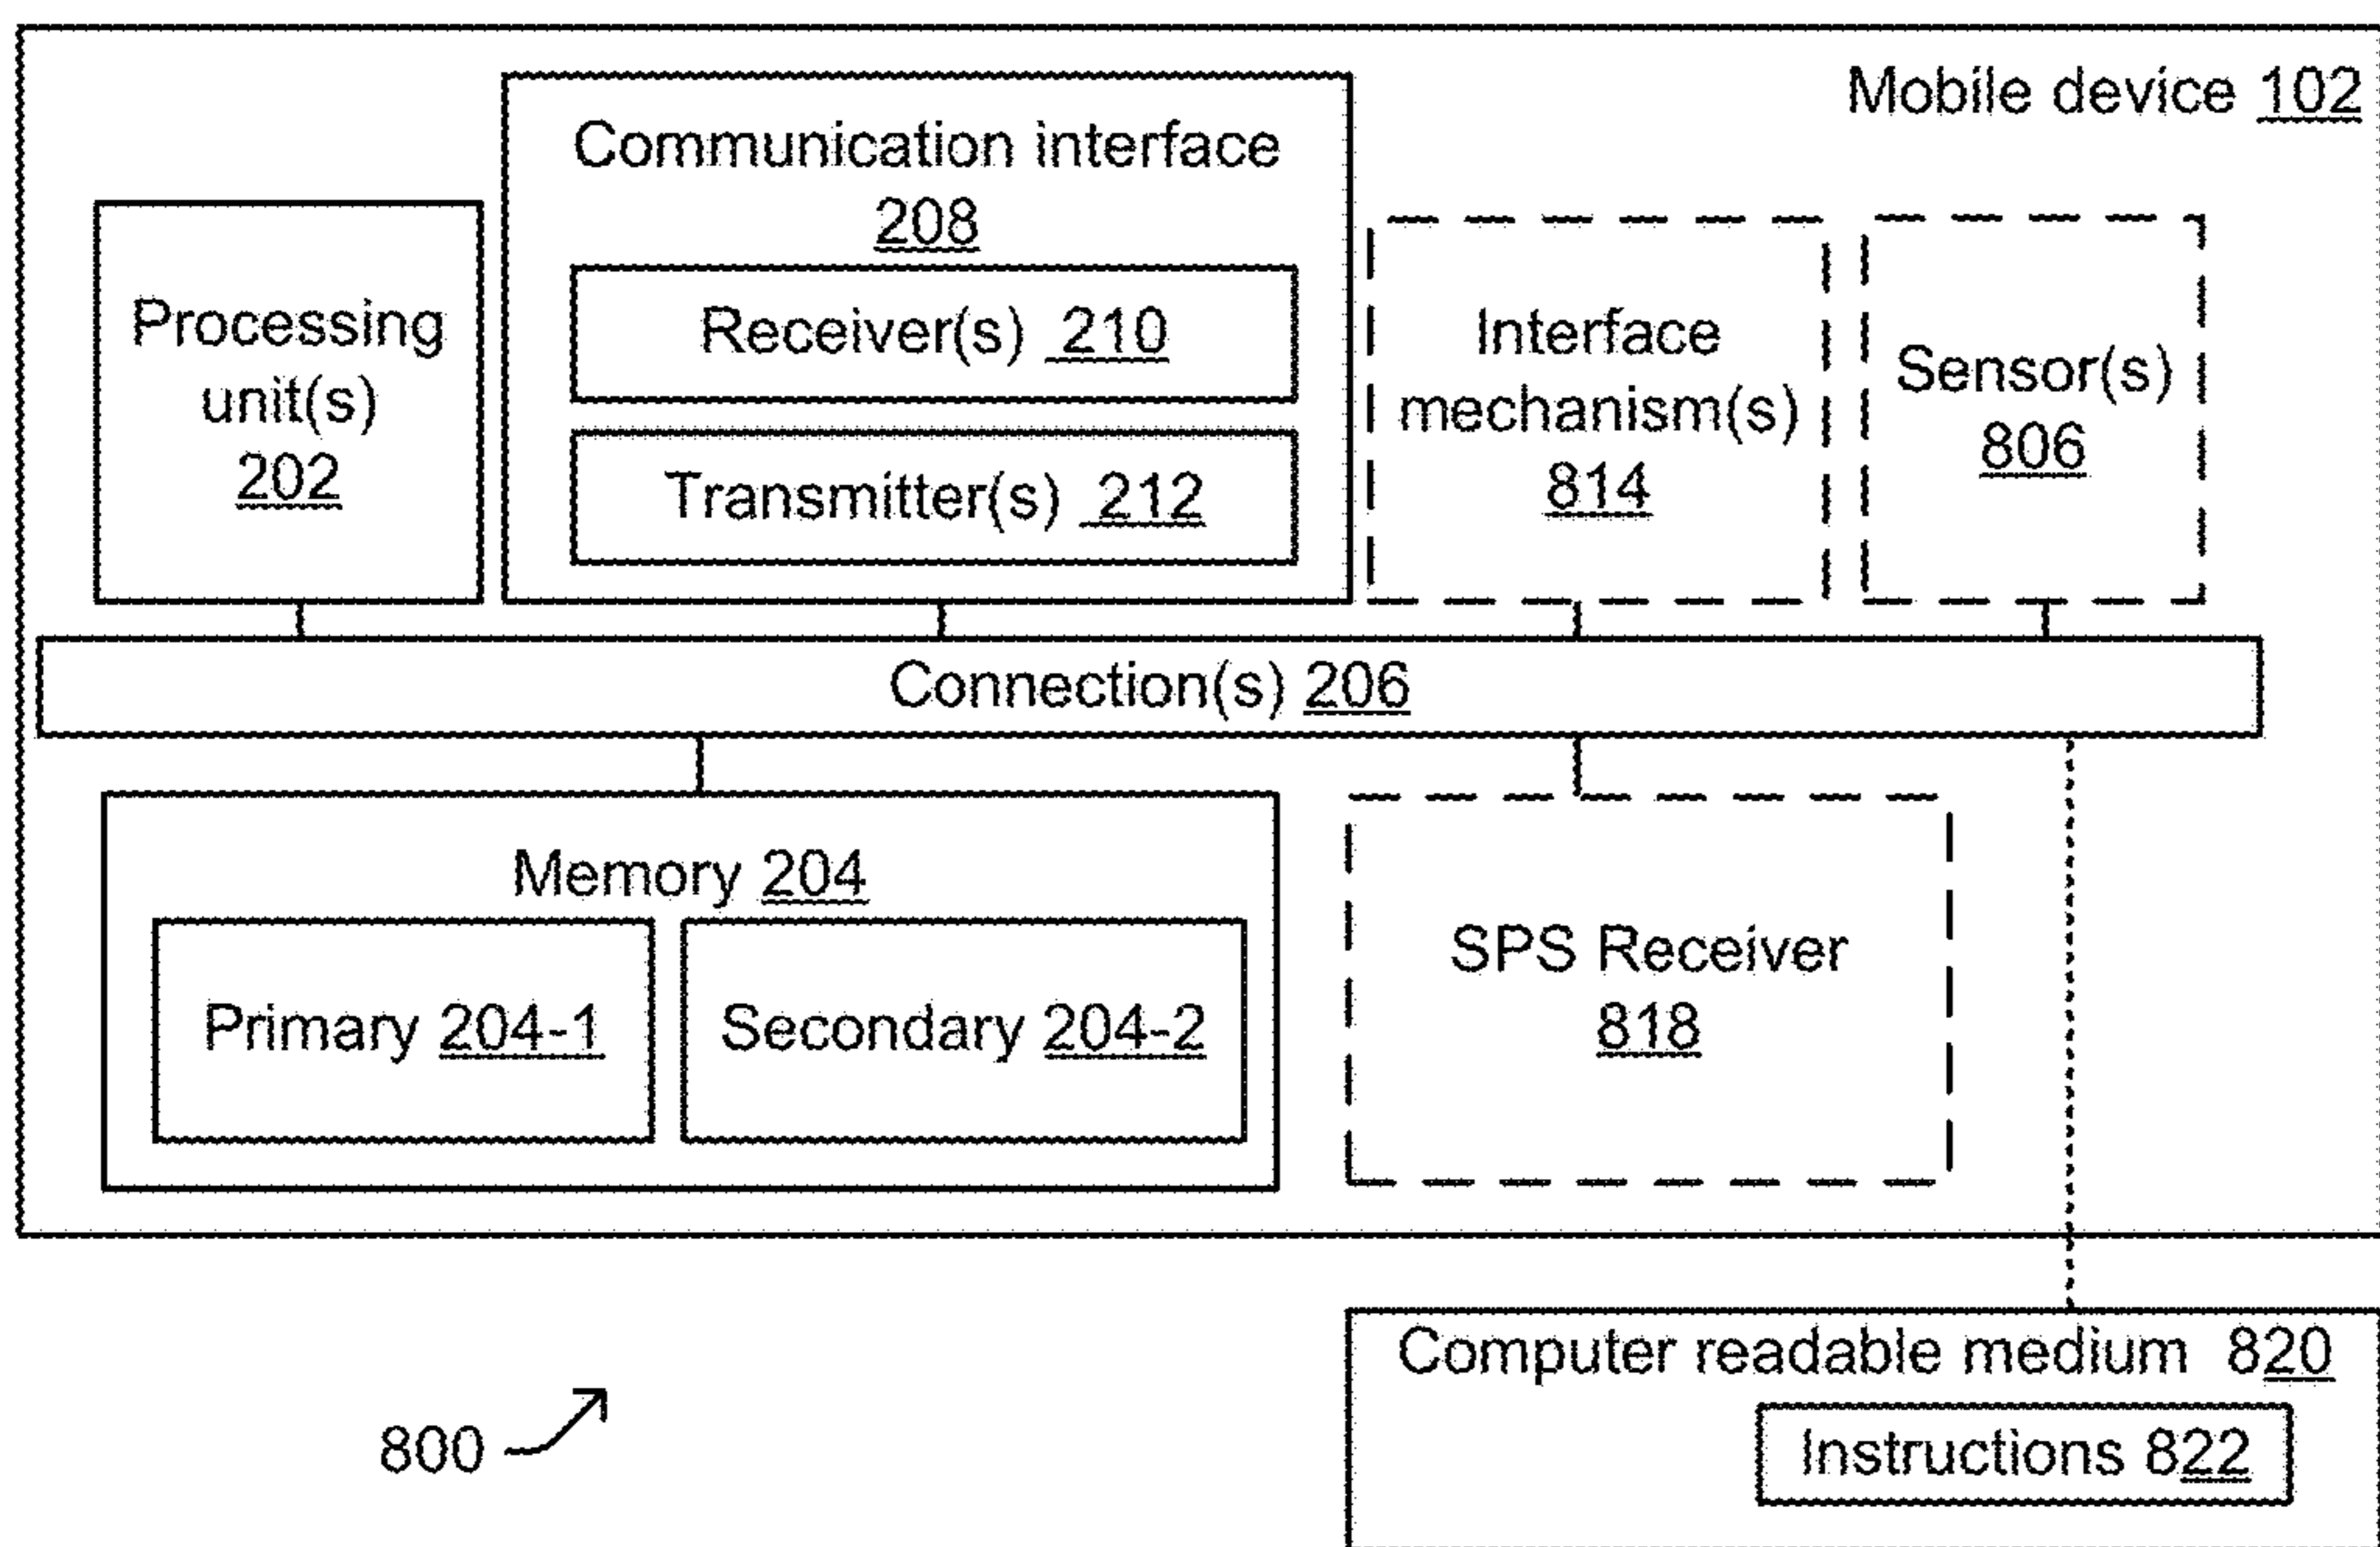 Mobile device 102
Communication interface
208
Processing
unit(s)
202
Receiver(s) 210
Transmitter(s) 212
Interface
mechanism(s)
814
Sensor(s)
806
Connection(s) 206
Memory 204
Primary 204-1
Secondary 204-2
SPS Receiver
818
Computer readable medium 820
Instructions 822
800